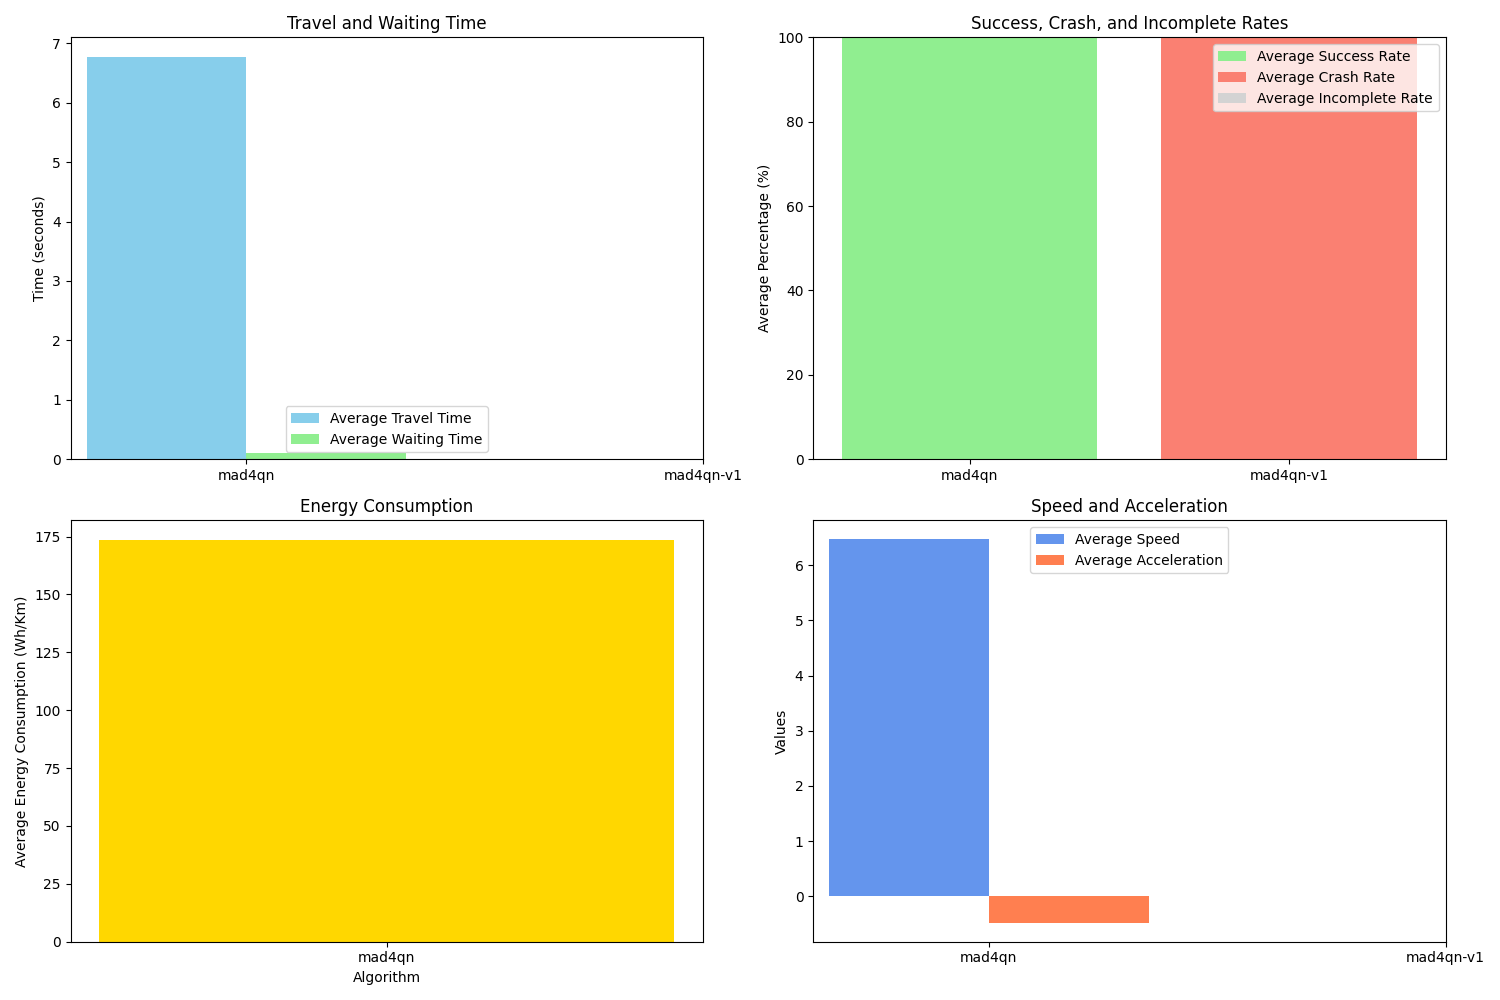 Travel and Waiting Time
Time (seconds)
7
6
5
4
3
2
1
0
Average Travel Time
Average Waiting Time
mad4qn
mad4qn-v1
Success, Crash, and Incomplete Rates
Average Percentage (%)
100
80
60
40
20
0
Average Success Rate
Average Crash Rate
Average Incomplete Rate
mad4qn
mad4qn-v1
Energy Consumption
Average Energy Consumption (Wh/Km)
175
150
125
100
75
50
25
0
mad4qn
Algorithm
Speed and Acceleration
Values
6
5
4
3
2
1
0
Average Speed
Average Acceleration
mad4qn
mad4qn-v1